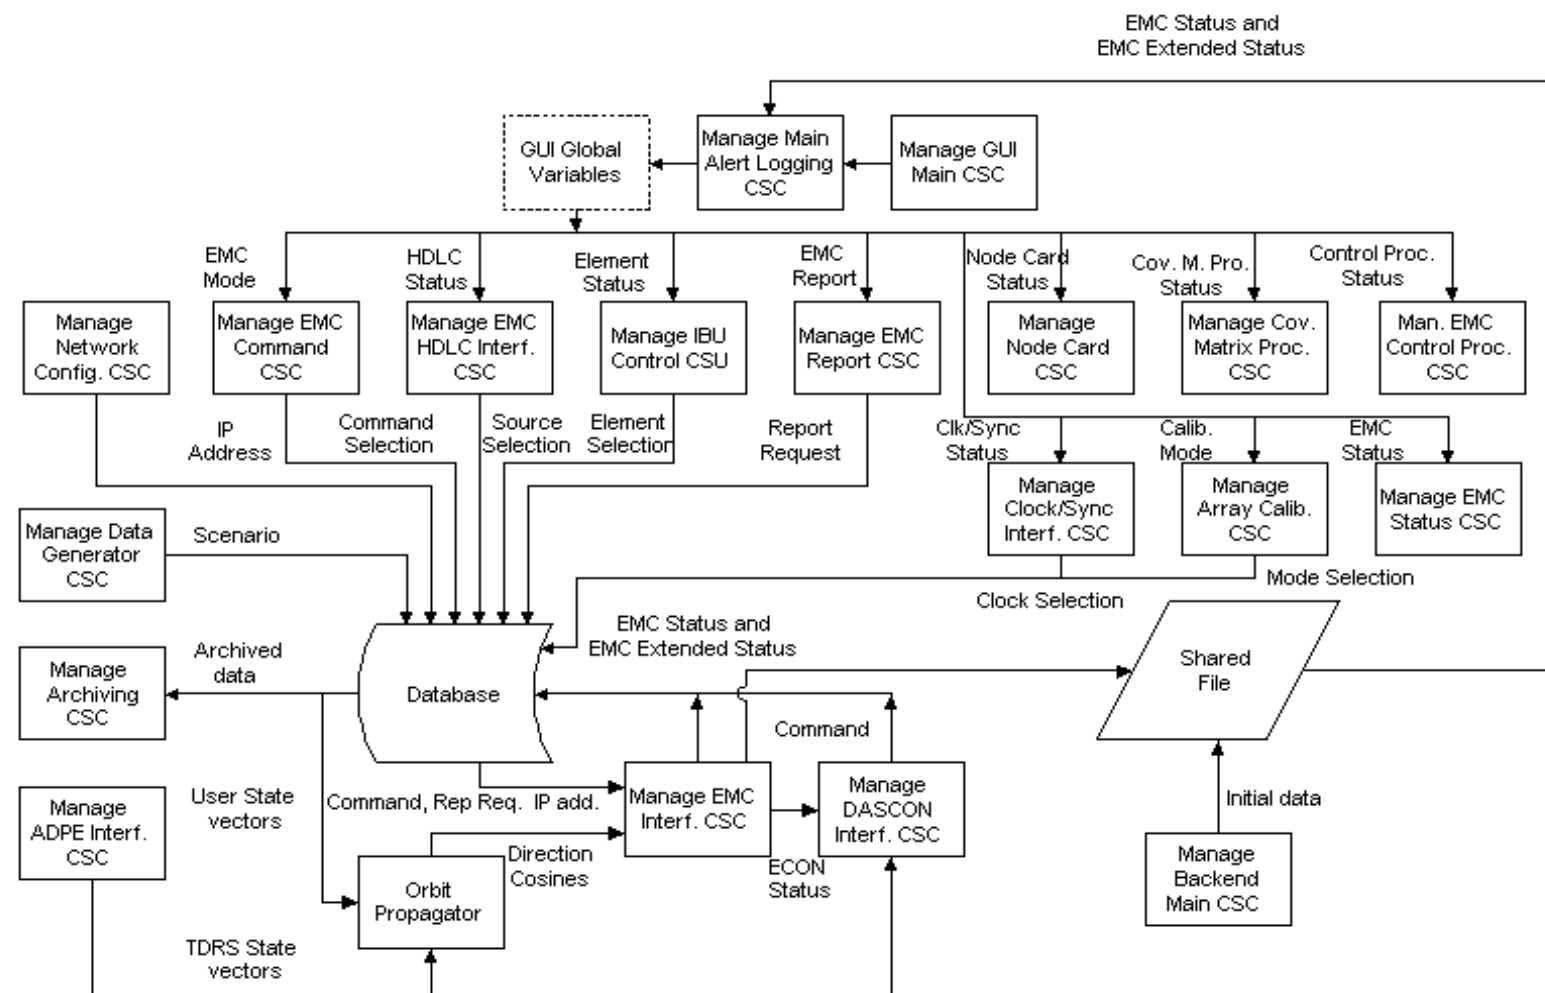 EMC Status and
EMC Extended Status
GUI Global
Variables
Manage Main
Alert Logging
CSC
Manage GUI
Main CSC
EMC
Mode
HDLC
Status
Element
Status
EMC
Report
Node Card
Status
Cov. M. Pro.
Status
Control Proc.
Status
Manage
Network
Config. CSC
Manage EMC
Command
CSC
Manage EMC
HDLC Interf.
CSC
Manage IBU
Control CSU
Manage EMC
Report CSC
Manage
Node Card
CSC
Manage Cov.
Matrix Proc.
CSC
Man. EMC
Control Proc.
CSC
IP
Address
Command
Selection
Source
Selection
Element
Selection
Report
Request
Clk/Sync
Status
Calib.
Mode
EMC
Status
Manage
Clock/Sync
Interf. CSC
Manage
Array Calib.
CSC
Manage EMC
Status CSC
Manage Data
Generator
CSC
Scenario
Mode Selection
Clock Selection
EMC Status and
EMC Extended Status
Manage
Archiving
CSC
Archived
data
Database
Shared
File
Command
Manage
ADPE Interf.
CSC
User State
vectors
Command, Rep Req. IP add.
Manage EMC
Interf. CSC
Manage
DASCON
Interf. CSC
Initial data
Direction
Cosines
ECON
Status
Orbit
Propagator
Manage
Backend
Main CSC
TDRS State
vectors